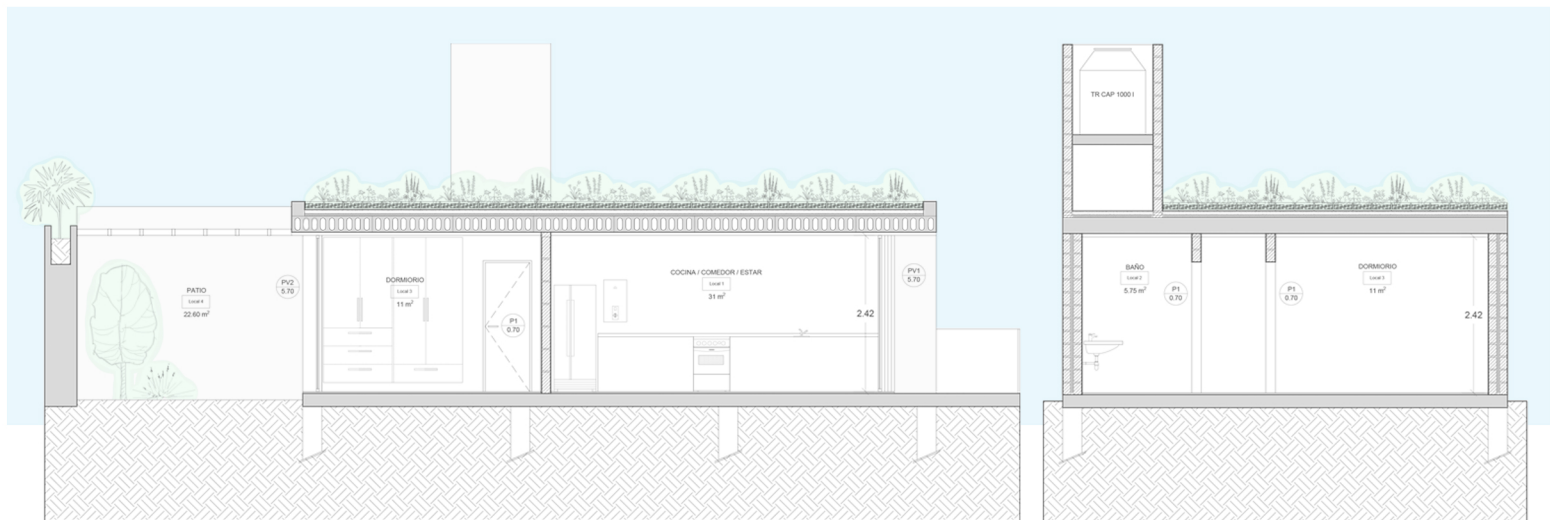 PATIO
Local 4
22.60 m²
PV2
5.70
DORMIORIO
Local 3
11 m²
P1
0.70
COCINA / COMEDOR / ESTAR
Local 1
31 m²
2.42
PV1
5.70
TR CAP 1000 l
BAÑO
Local 2
5.75 m²
P1
0.70
P1
0.70
DORMIORIO
Local 3
11 m²
2.42